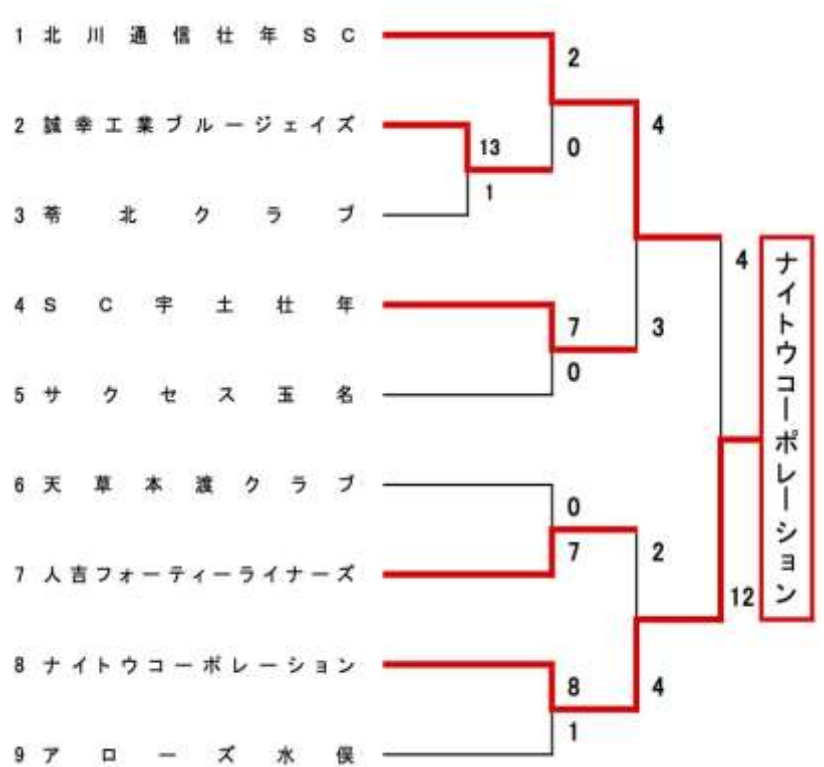 1 北川通信壮年SC
2
2 誠幸工業ブルージェイズ
4
13
0
1
3 苓北クラブ
4
4 SC宇土壮年
7
3
0
5 サクセス玉名
6 天草本渡クラブ
0
7
2
7 人吉フォーティーライナーズ
12
8 ナイトウコーポレーション
8
4
1
9 アローズ水俣
ナイトウコーポレーション